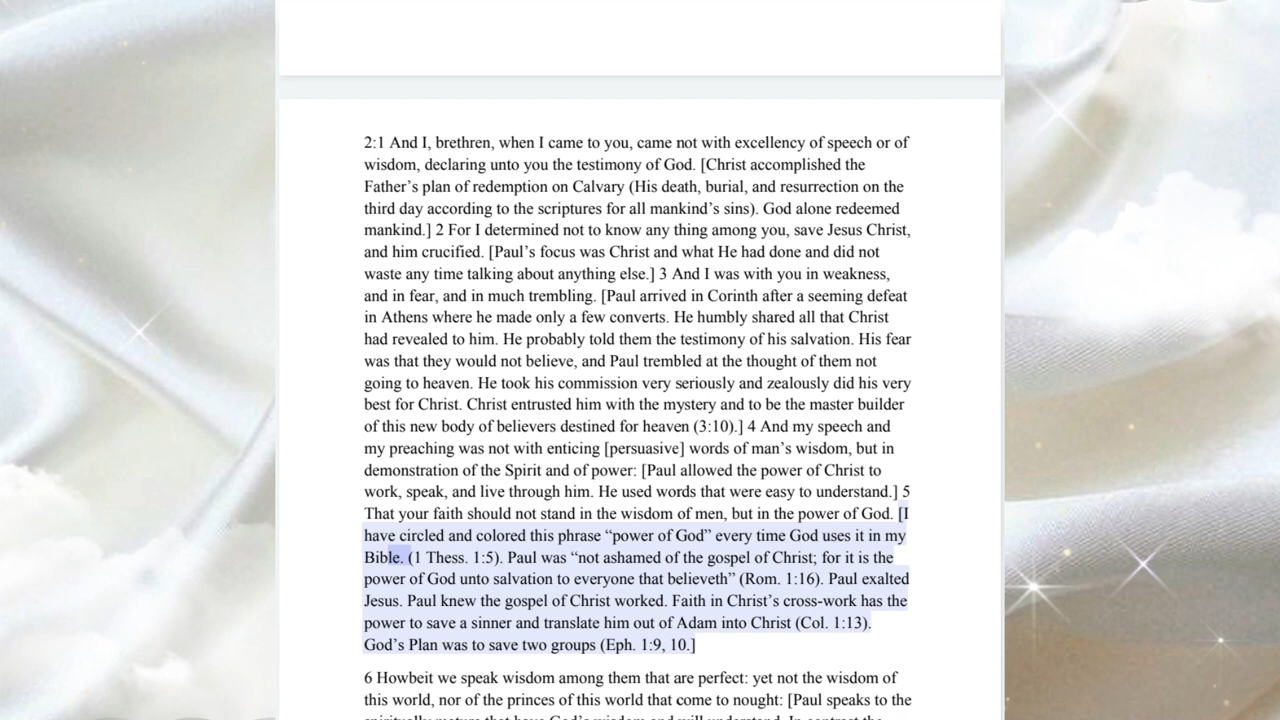 2:1 And I, brethren, when I came to you, came not with excellency of speech or of
wisdom, declaring unto you the testimony of God. [Christ accomplished the
Father’s plan of redemption on Calvary (His death, burial, and resurrection on the
third day according to the scriptures for all mankind’s sins). God alone redeemed
mankind.] 2 For I determined not to know any thing among you, save Jesus Christ,
and him crucified. [Paul’s focus was Christ and what He had done and did not
waste any time talking about anything else.] 3 And I was with you in weakness,
and in fear, and in much trembling. [Paul arrived in Corinth after a seeming defeat
in Athens where he made only a few converts. He humbly shared all that Christ
had revealed to him. He probably told them the testimony of his salvation. His fear
was that they would not believe, and Paul trembled at the thought of them not
going to heaven. He took his commission very seriously and zealously did his very
best for Christ. Christ entrusted him with the mystery and to be the master builder
of this new body of believers destined for heaven (3:10).] 4 And my speech and
my preaching was not with enticing [persuasive] words of man’s wisdom, but in
demonstration of the Spirit and of power: [Paul allowed the power of Christ to
work, speak, and live through him. He used words that were easy to understand.] 5
That your faith should not stand in the wisdom of men, but in the power of God. [I
have circled and colored this phrase “power of God” every time God uses it in my
Bible. (1 Thess. 1:5). Paul was “not ashamed of the gospel of Christ; for it is the
power of God unto salvation to everyone that believeth” (Rom. 1:16). Paul exalted
Jesus. Paul knew the gospel of Christ worked. Faith in Christ’s cross-work has the
power to save a sinner and translate him out of Adam into Christ (Col. 1:13).
God’s Plan was to save two groups (Eph. 1:9, 10.]
6 Howbeit we speak wisdom among them that are perfect: yet not the wisdom of
this world, nor of the princes of this world that come to nought: [Paul speaks to the